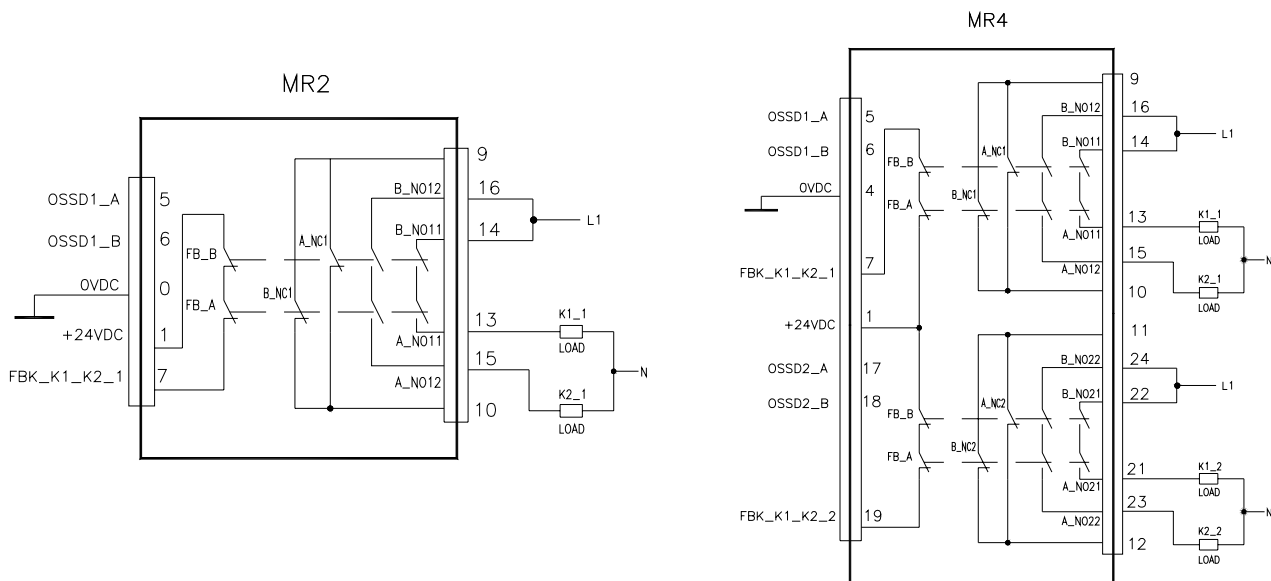 MR2
OSSD1_A 5
OSSD1_B 6
0VDC 0
+24VDC 1
FBK_K1_K2_1 7
FB_B
FB_A
B_NC1
A_NC1
B_NO12
B_NO11
A_NO11
A_NO12
9
16
14
L1
13
K1_1
LOAD
15
K2_1
LOAD
N
10
MR4
OSSD1_A 5
OSSD1_B 6
0VDC 4
FBK_K1_K2_1 7
+24VDC 1
OSSD2_A 17
OSSD2_B 18
FBK_K1_K2_2 19
FB_B
FB_A
B_NC1
A_NC1
B_NO12
B_NO11
A_NO11
A_NO12
9
16
14
L1
13
K1_1
LOAD
15
K2_1
LOAD
N
10
FB_B
FB_A
B_NC2
A_NC2
B_NO22
B_NO21
A_NO21
A_NO22
11
24
22
L1
21
K1_2
LOAD
23
K2_2
LOAD
N
12